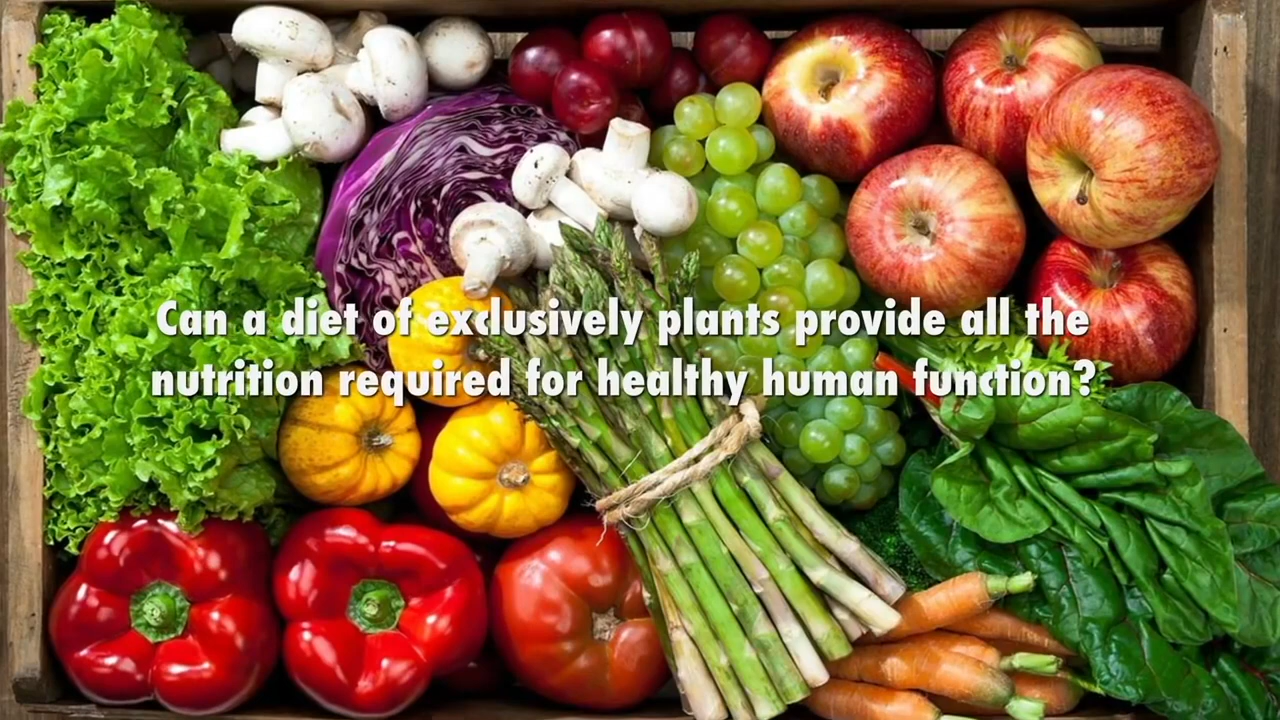 Can a diet of exclusively plants provide all the
nutrition required for healthy human function?